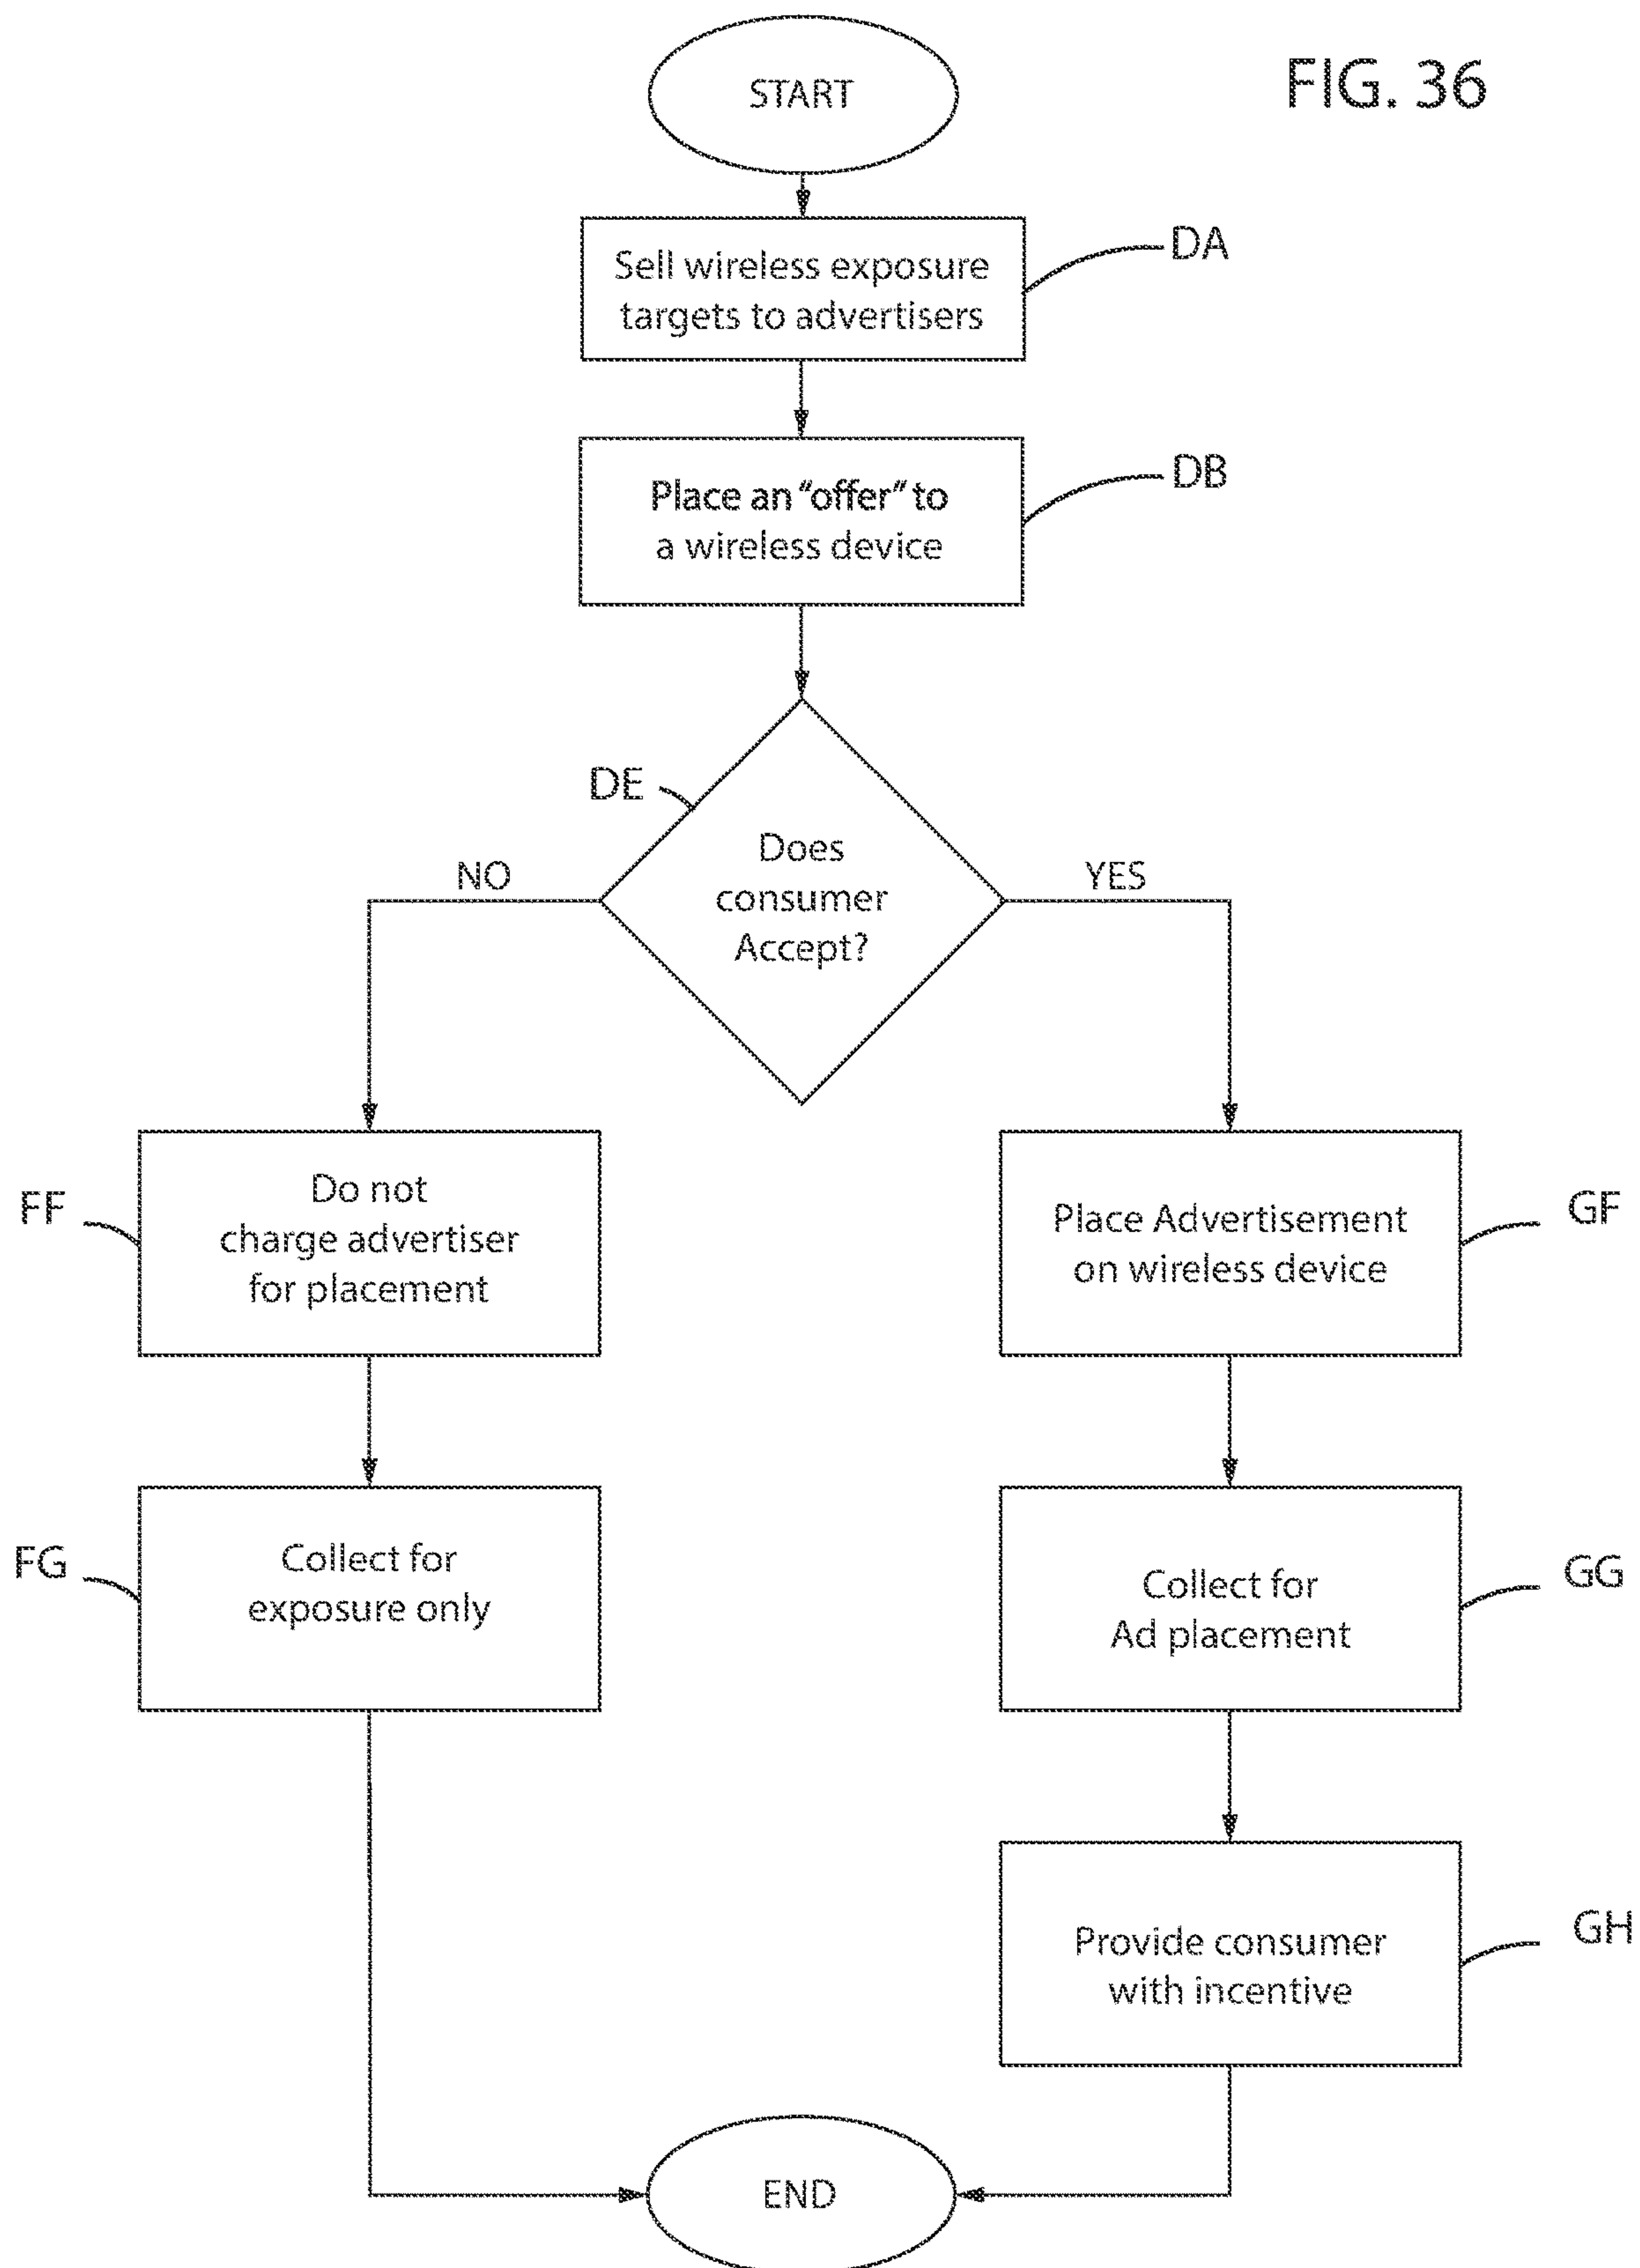 START
FIG. 36
Sell wireless exposure
targets to advertisers
DA
Place an “offer” to
a wireless device
DB
DE
Does
consumer
Accept?
NO
YES
Do not
charge advertiser
for placement
FF
Place Advertisement
on wireless device
GF
Collect for
exposure only
FG
Collect for
Ad placement
GG
Provide consumer
with incentive
GH
END